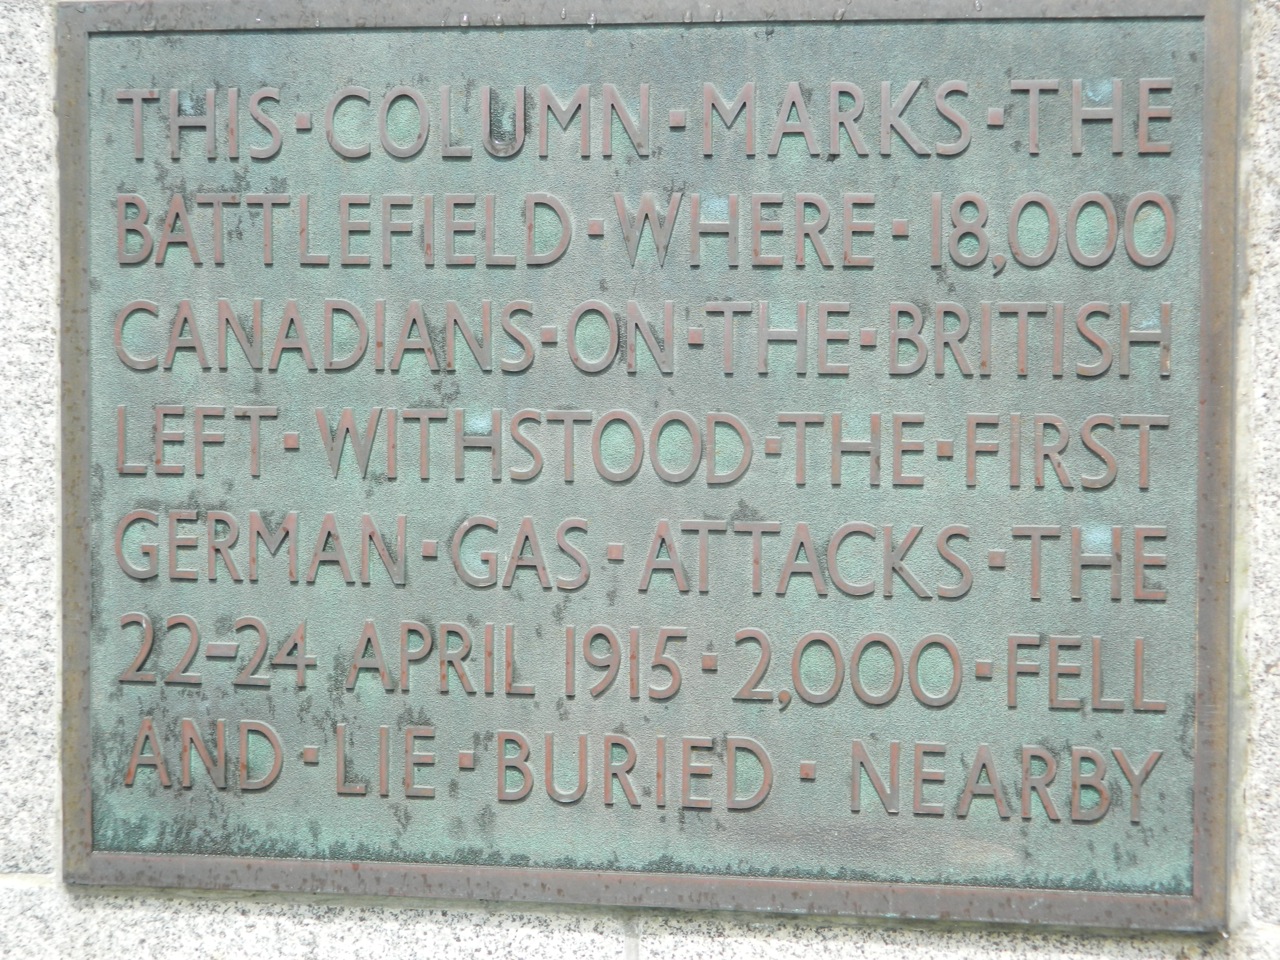 THIS·COLUMN·MARKS·THE
BATTLEFIELD·WHERE·18,000
CANADIANS·ON·THE·BRITISH
LEFT·WITHSTOOD·THE·FIRST
GERMAN·GAS·ATTACKS·THE
22-24 APRIL 1915·2,000·FELL
AND·LIE·BURIED·NEARBY